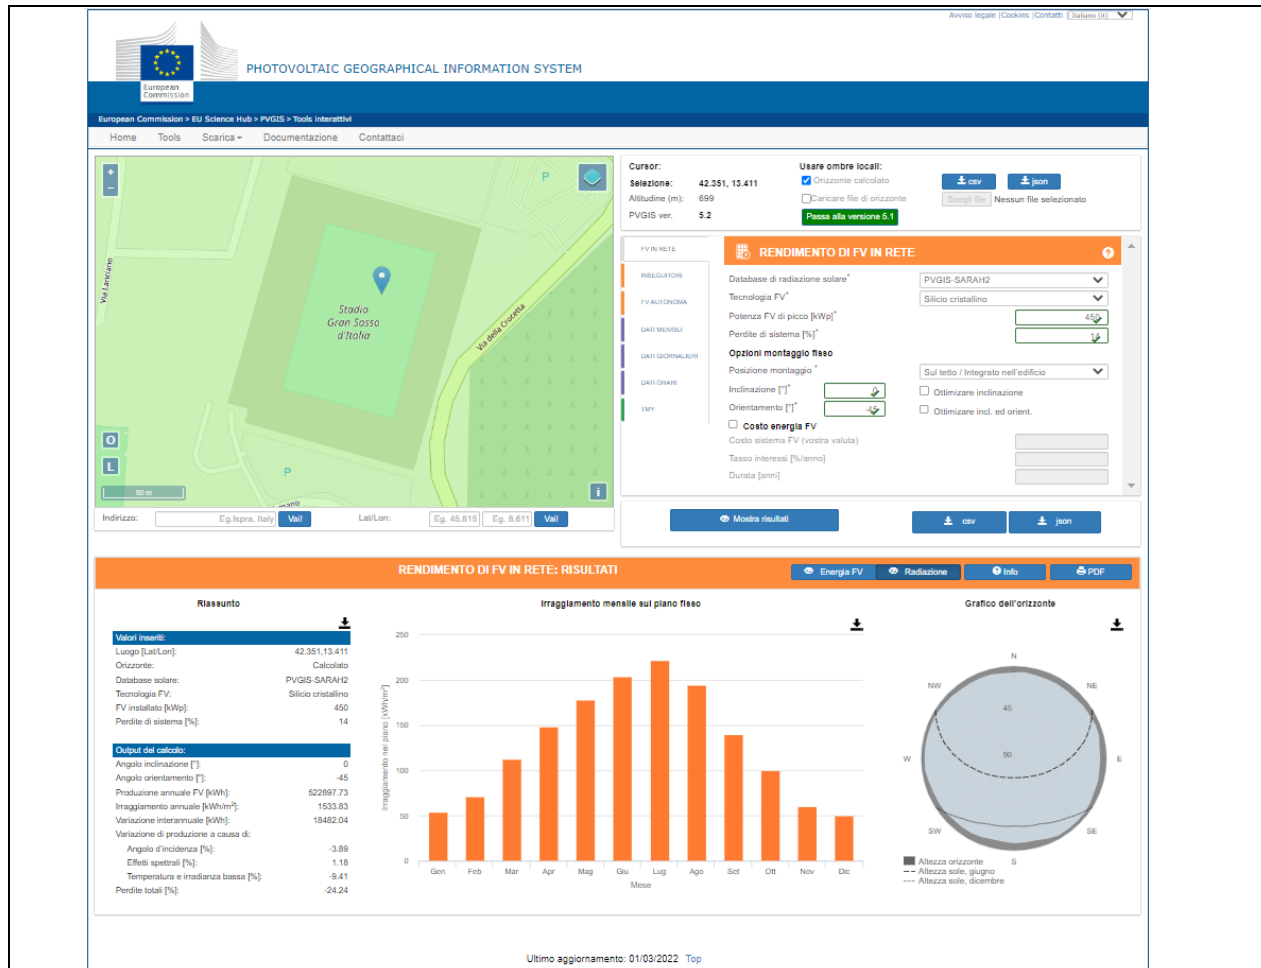 Avviso legale |Cookies |Contatti |Italiano (it)
European
Commission
PHOTOVOLTAIC GEOGRAPHICAL INFORMATION SYSTEM
European Commission > EU Science Hub > PVGIS > Tools interattivi
Home Tools Scarica Documentazione Contattaci
+
−
P
Via Lanciano
Stadio
Gran Sasso
d'Italia
Via della Crocetta
O
L
P
50 m
i
Indirizzo: Eg.Ispra, Italy Vai! Lat/Lon: Eg. 45.815 Eg. 8.611 Vai!
Cursor: Usare ombre locali:
Selezione: 42.351, 13.411 Orizzonte calcolato csv json
Altitudine (m): 699 Caricare file di orizzonte Scegli file Nessun file selezionato
PVGIS ver. 5.2 Passa alla versione 5.1
FV IN RETE
INSEGUITORI
FV AUTONOMA
DATI MENSILI
DATI GIORNALIERI
DATI ORARI
TMY
RENDIMENTO DI FV IN RETE ?
Database di radiazione solare* PVGIS-SARAH2
Tecnologia FV* Silicio cristallino
Potenza FV di picco [kWp]* 450
Perdite di sistema [%]* 14
Opzioni montaggio fisso
Posizione montaggio * Sul tetto / Integrato nell'edificio
Inclinazione [°]* 0 Ottimizare inclinazione
Orientamento [°]* -45 Ottimizare incl. ed orient.
Costo energia FV
Costo sistema FV (vostra valuta)
Tasso interessi [%/anno]
Durata [anni]
Mostra risultati csv json
RENDIMENTO DI FV IN RETE: RISULTATI Energia FV Radiazione Info PDF
Riassunto
Valori inseriti:
Luogo [Lat/Lon]: 42.351,13.411
Orizzonte: Calcolato
Database solare: PVGIS-SARAH2
Tecnologia FV: Silicio cristallino
FV installato [kWp]: 450
Perdite di sistema [%]: 14
Output del calcolo:
Angolo inclinazione [°]: 0
Angolo orientamento [°]: -45
Produzione annuale FV [kWh]: 522897.73
Irraggiamento annuale [kWh/m²]: 1533.83
Variazione interannuale [kWh]: 18482.04
Variazione di produzione a causa di:
Angolo d'incidenza [%]: -3.89
Effetti spettrali [%]: 1.18
Temperatura e irradianza bassa [%]: -9.41
Perdite totali [%]: -24.24
Irraggiamento mensile sul piano fisso
Irraggiamento nel piano [kWh/m²]
250
200
150
100
50
0
Gen Feb Mar Apr Mag Giu Lug Ago Set Ott Nov Dic
Mese
Grafico dell'orizzonte
N
NW NE
45
W 90 E
SW SE
S
Altezza orizzonte
Altezza sole, giugno
Altezza sole, dicembre
Ultimo aggiornamento: 01/03/2022 Top